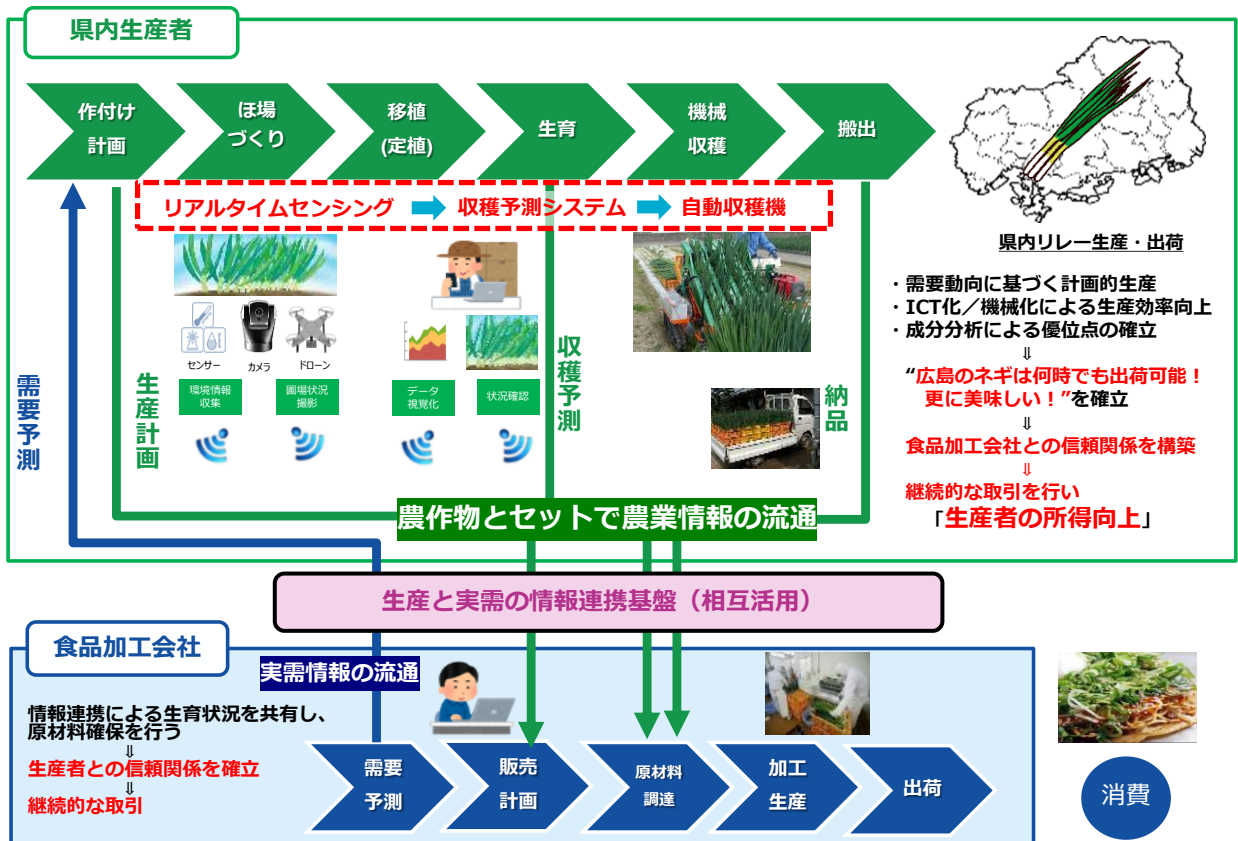 県内生産者
作付け
計画
ほ場
づくり
移植
(定植)
生育
機械
収穫
搬出
リアルタイムセンシング
収穫予測システム
自動収穫機
センサー
カメラ
ドローン
環境情報
収集
圃場状況
撮影
データ
視覚化
状況確認
需要予測
生産計画
収穫予測
納品
県内リレー生産・出荷
・需要動向に基づく計画的生産
・ICT化／機械化による生産効率向上
・成分分析による優位点の確立
⇓
“広島のネギは何時でも出荷可能！
更に美味しい！”を確立
⇓
食品加工会社との信頼関係を構築
⇓
継続的な取引を行い
「生産者の所得向上」
農作物とセットで農業情報の流通
生産と実需の情報連携基盤（相互活用）
食品加工会社
実需情報の流通
情報連携による生育状況を共有し、
原材料確保を行う
⇓
生産者との信頼関係を確立
⇓
継続的な取引
需要
予測
販売
計画
原材料
調達
加工
生産
出荷
消費